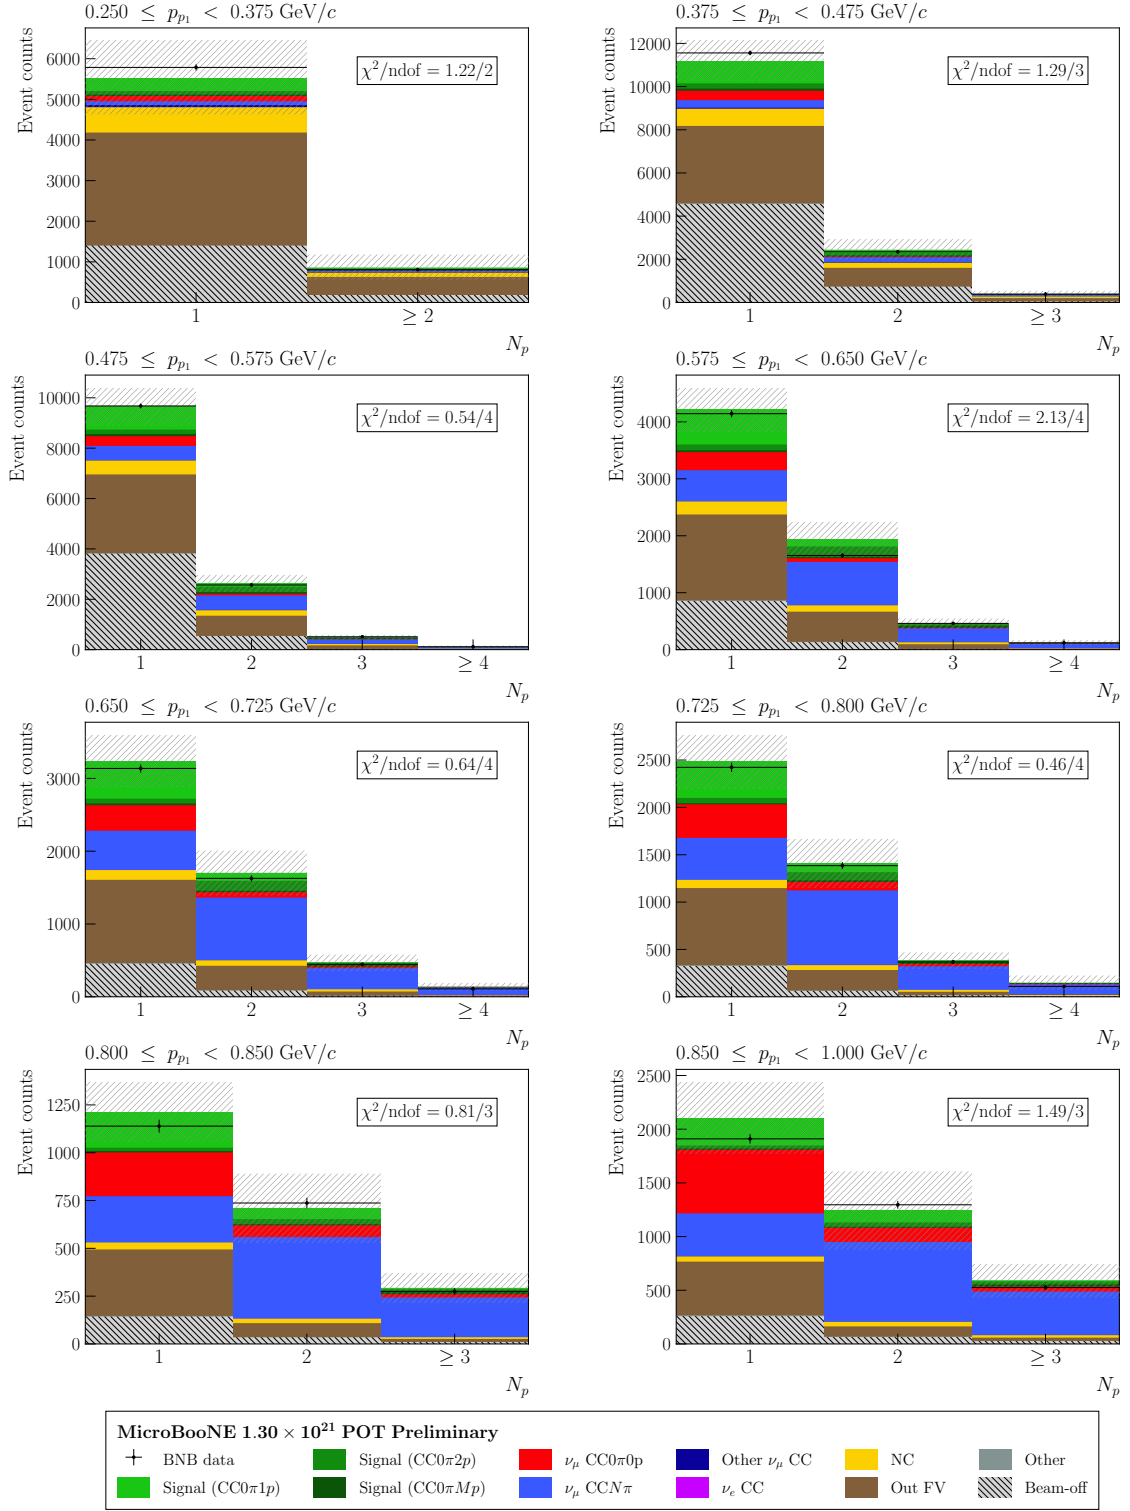 0.250 ≤ p_{p_1} < 0.375 GeV/c
Event counts
6000
5000
4000
3000
2000
1000
0
χ²/ndof = 1.22/2
1
≥ 2
N_p
0.375 ≤ p_{p_1} < 0.475 GeV/c
Event counts
12000
10000
8000
6000
4000
2000
0
χ²/ndof = 1.29/3
1
2
≥ 3
N_p
0.475 ≤ p_{p_1} < 0.575 GeV/c
Event counts
10000
8000
6000
4000
2000
0
χ²/ndof = 0.54/4
1
2
3
≥ 4
N_p
0.575 ≤ p_{p_1} < 0.650 GeV/c
Event counts
4000
3000
2000
1000
0
χ²/ndof = 2.13/4
1
2
3
≥ 4
N_p
0.650 ≤ p_{p_1} < 0.725 GeV/c
Event counts
3000
2000
1000
0
χ²/ndof = 0.64/4
1
2
3
≥ 4
N_p
0.725 ≤ p_{p_1} < 0.800 GeV/c
Event counts
2500
2000
1500
1000
500
0
χ²/ndof = 0.46/4
1
2
3
≥ 4
N_p
0.800 ≤ p_{p_1} < 0.850 GeV/c
Event counts
1250
1000
750
500
250
0
χ²/ndof = 0.81/3
1
2
≥ 3
N_p
0.850 ≤ p_{p_1} < 1.000 GeV/c
Event counts
2500
2000
1500
1000
500
0
χ²/ndof = 1.49/3
1
2
≥ 3
N_p
MicroBooNE 1.30 × 10²¹ POT Preliminary
BNB data
Signal (CC0π1p)
Signal (CC0π2p)
Signal (CC0πMp)
ν_μ CC0π0p
ν_μ CCNπ
Other ν_μ CC
ν_e CC
NC
Out FV
Other
Beam-off